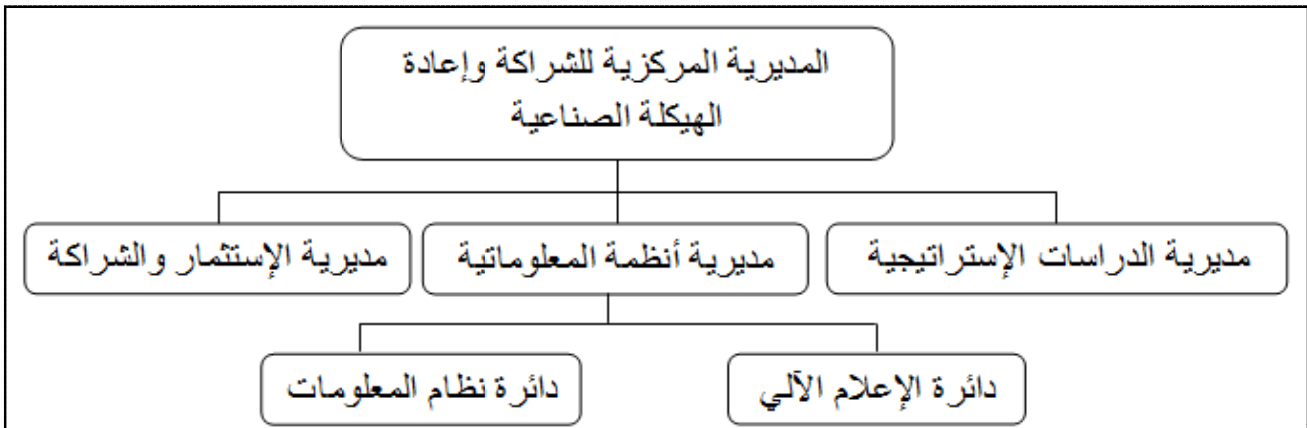 المديرية المركزية للشراكة وإعادة
الهيكلة الصناعية
مديرية الدراسات الإستراتيجية
مديرية أنظمة المعلوماتية
مديرية الإستثمار والشراكة
دائرة الإعلام الآلي
دائرة نظام المعلومات